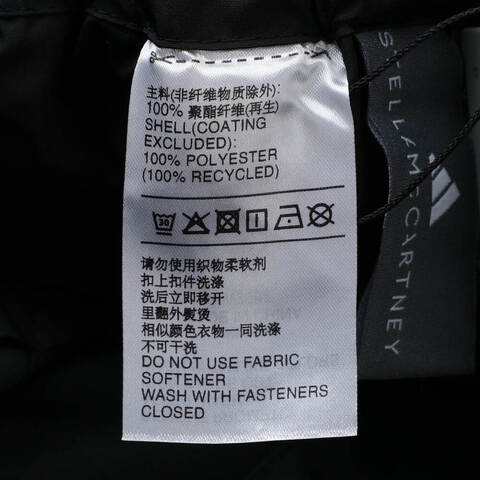 主料(非纤维物质除外):
100% 聚酯纤维(再生)
SHELL(COATING
EXCLUDED):
100% POLYESTER
(100% RECYCLED)
30
请勿使用织物柔软剂
扣上扣件洗涤
洗后立即移开
里翻外熨烫
相似颜色衣物一同洗涤
不可干洗
DO NOT USE FABRIC
SOFTENER
WASH WITH FASTENERS
CLOSED
STELLA McCARTNEY